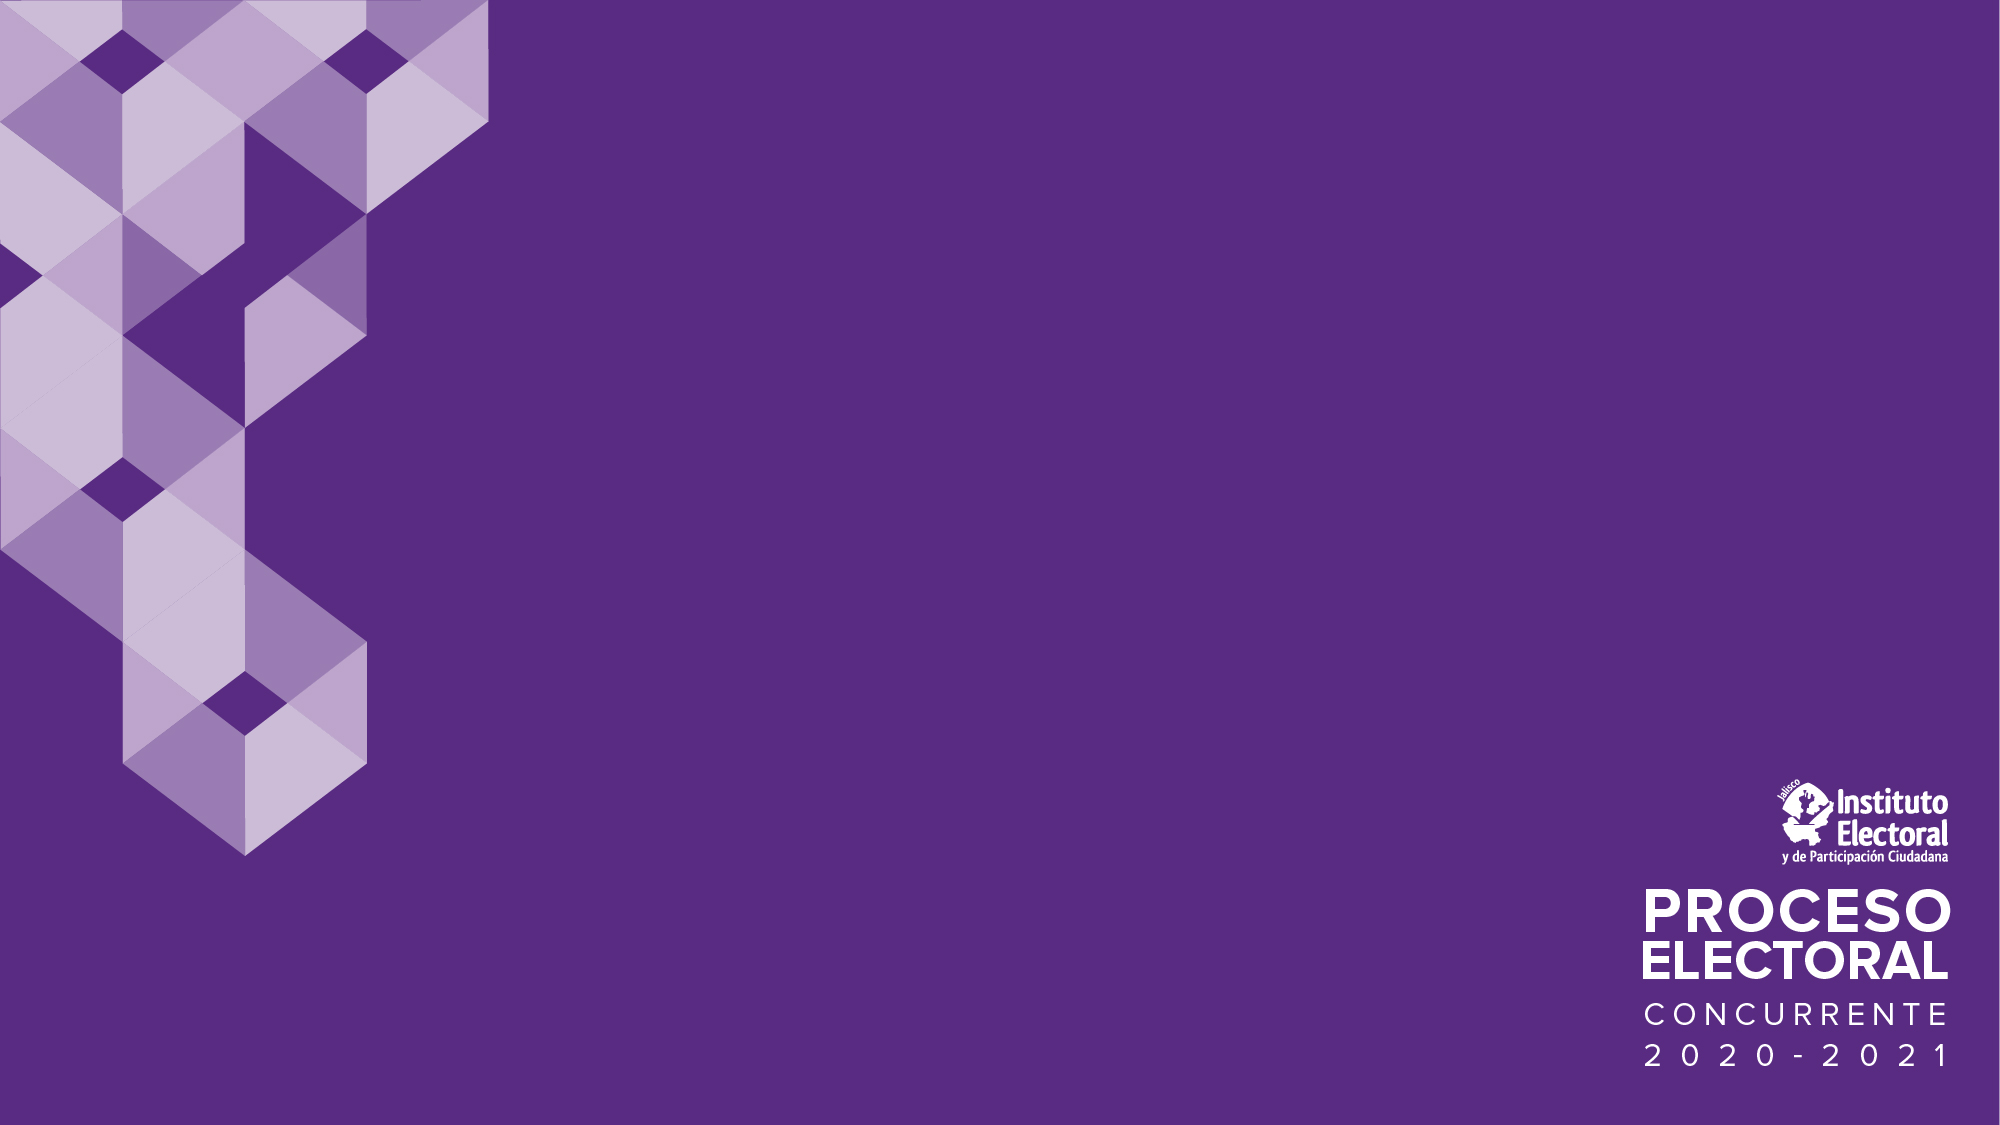 Jalisco
Instituto
Electoral
y de Participación Ciudadana
PROCESO
ELECTORAL
CONCURRENTE
2020-2021